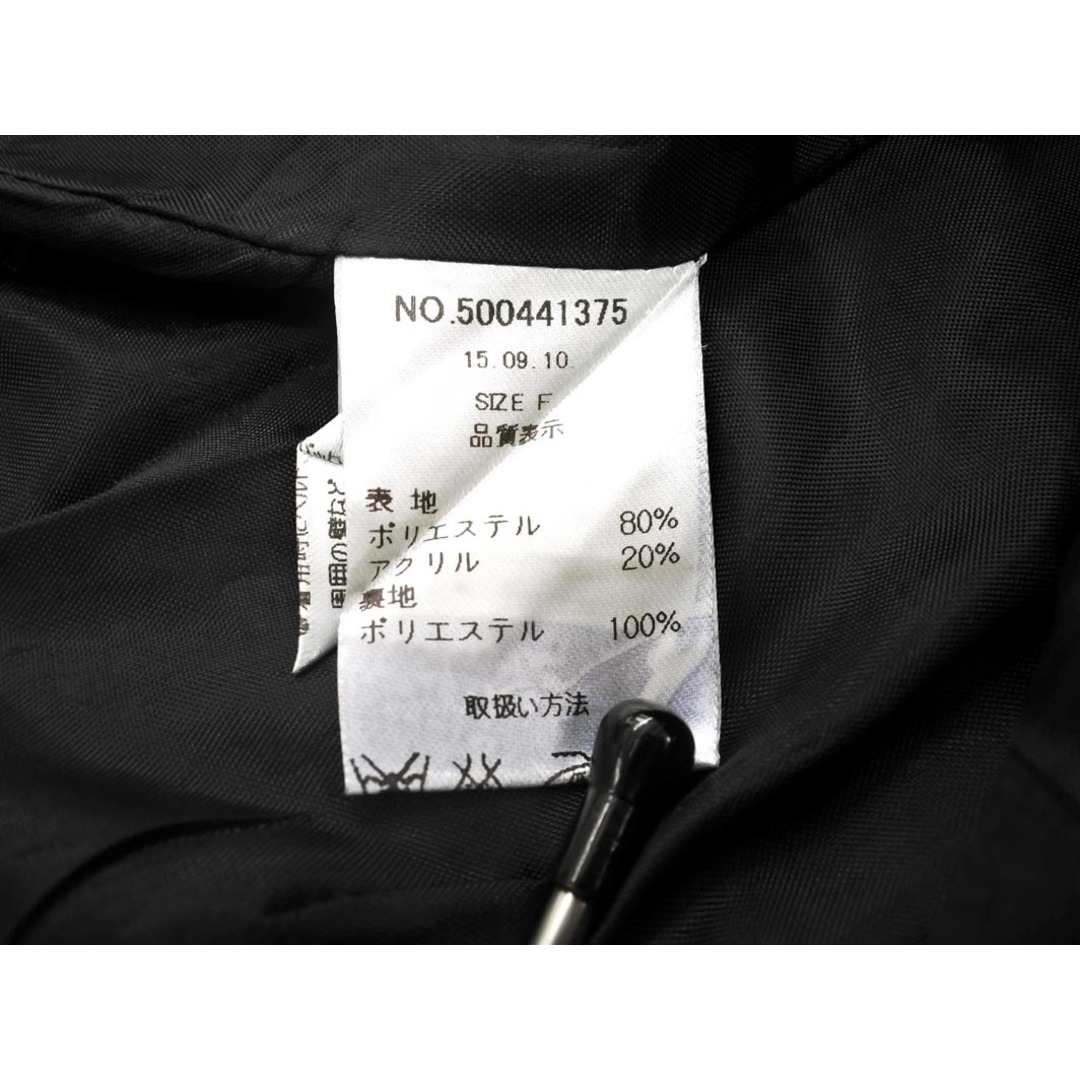 NO.500441375
15.09.10
SIZE F
品質表示
表地
ポリエステル 80%
アクリル 20%
裏地
ポリエステル 100%
取扱い方法